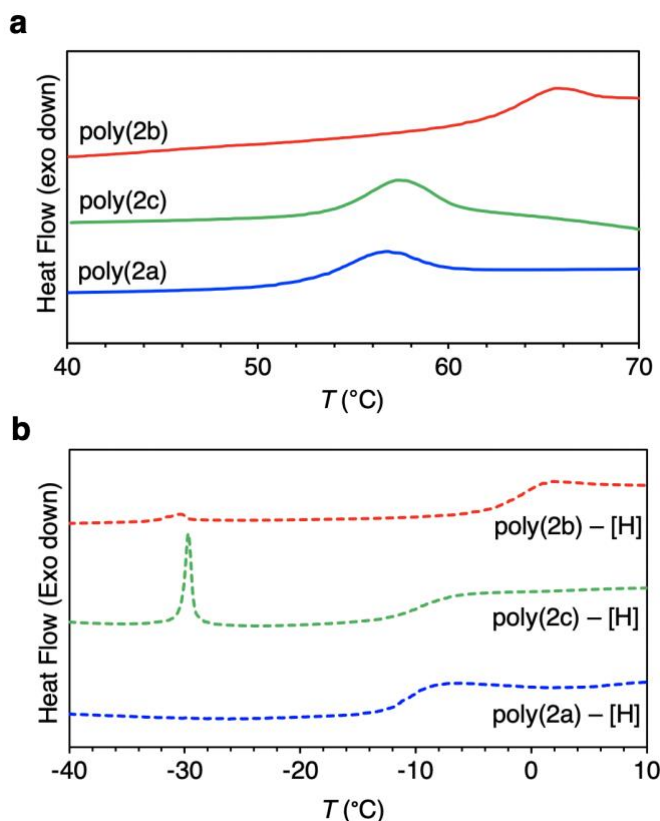 a
Heat Flow (exo down)
poly(2b)
poly(2c)
poly(2a)
40 50 60 70
T (°C)
b
Heat Flow (Exo down)
poly(2b) – [H]
poly(2c) – [H]
poly(2a) – [H]
-40 -30 -20 -10 0 10
T (°C)